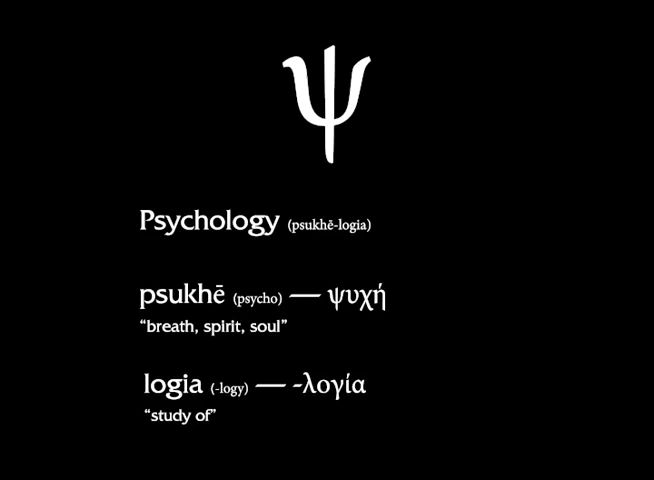 ψ
Psychology (psukhē-logia)
psukhē (psycho) — ψυχή
“breath, spirit, soul”
logia (-logy) — -λογία
“study of”